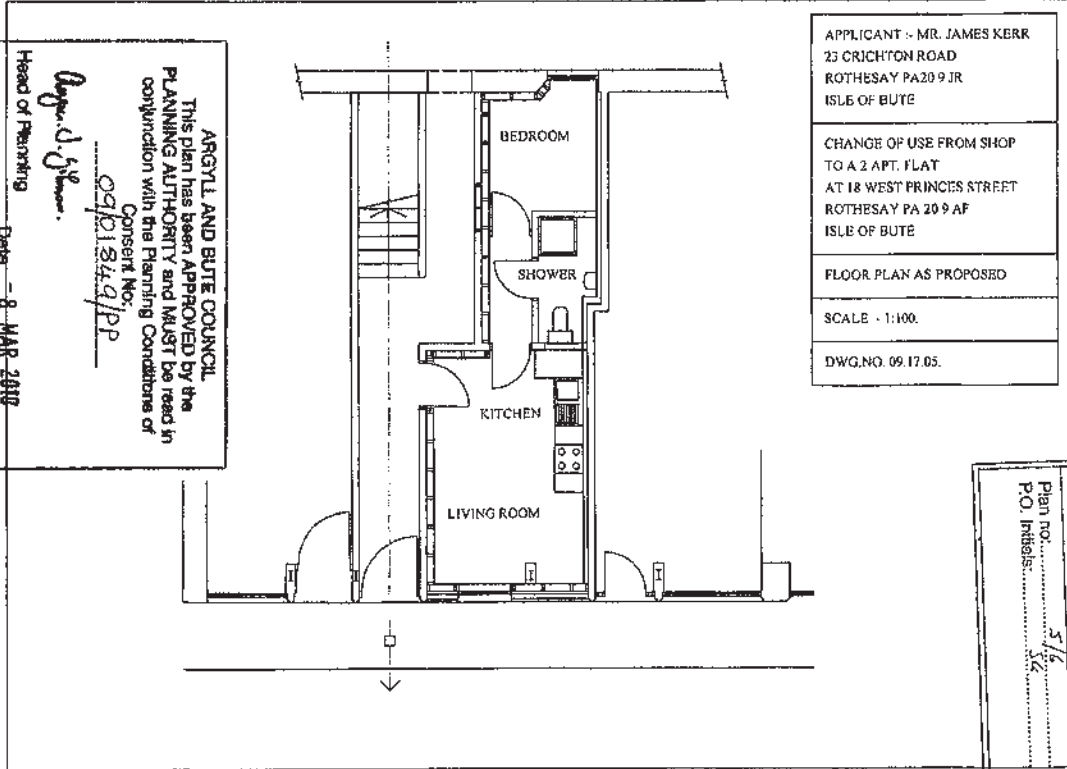 ARGYLL AND BUTE COUNCIL
This plan has been APPROVED by the
PLANNING AUTHORITY and MUST be read in
conjunction with the Planning Conditions of
Consent No:
09/01849/PP
Head of Planning
Date - 8 MAR 2010
BEDROOM
SHOWER
KITCHEN
LIVING ROOM
APPLICANT :- MR. JAMES KERR
23 CRICHTON ROAD
ROTHESAY PA20 9 JR
ISLE OF BUTE
CHANGE OF USE FROM SHOP
TO A 2 APT. FLAT
AT 18 WEST PRINCES STREET
ROTHESAY PA 20 9 AF
ISLE OF BUTE
FLOOR PLAN AS PROPOSED
SCALE - 1:100.
DWG.NO. 09.17.05.
Plan no: 5/6
P.O. Initials: SG